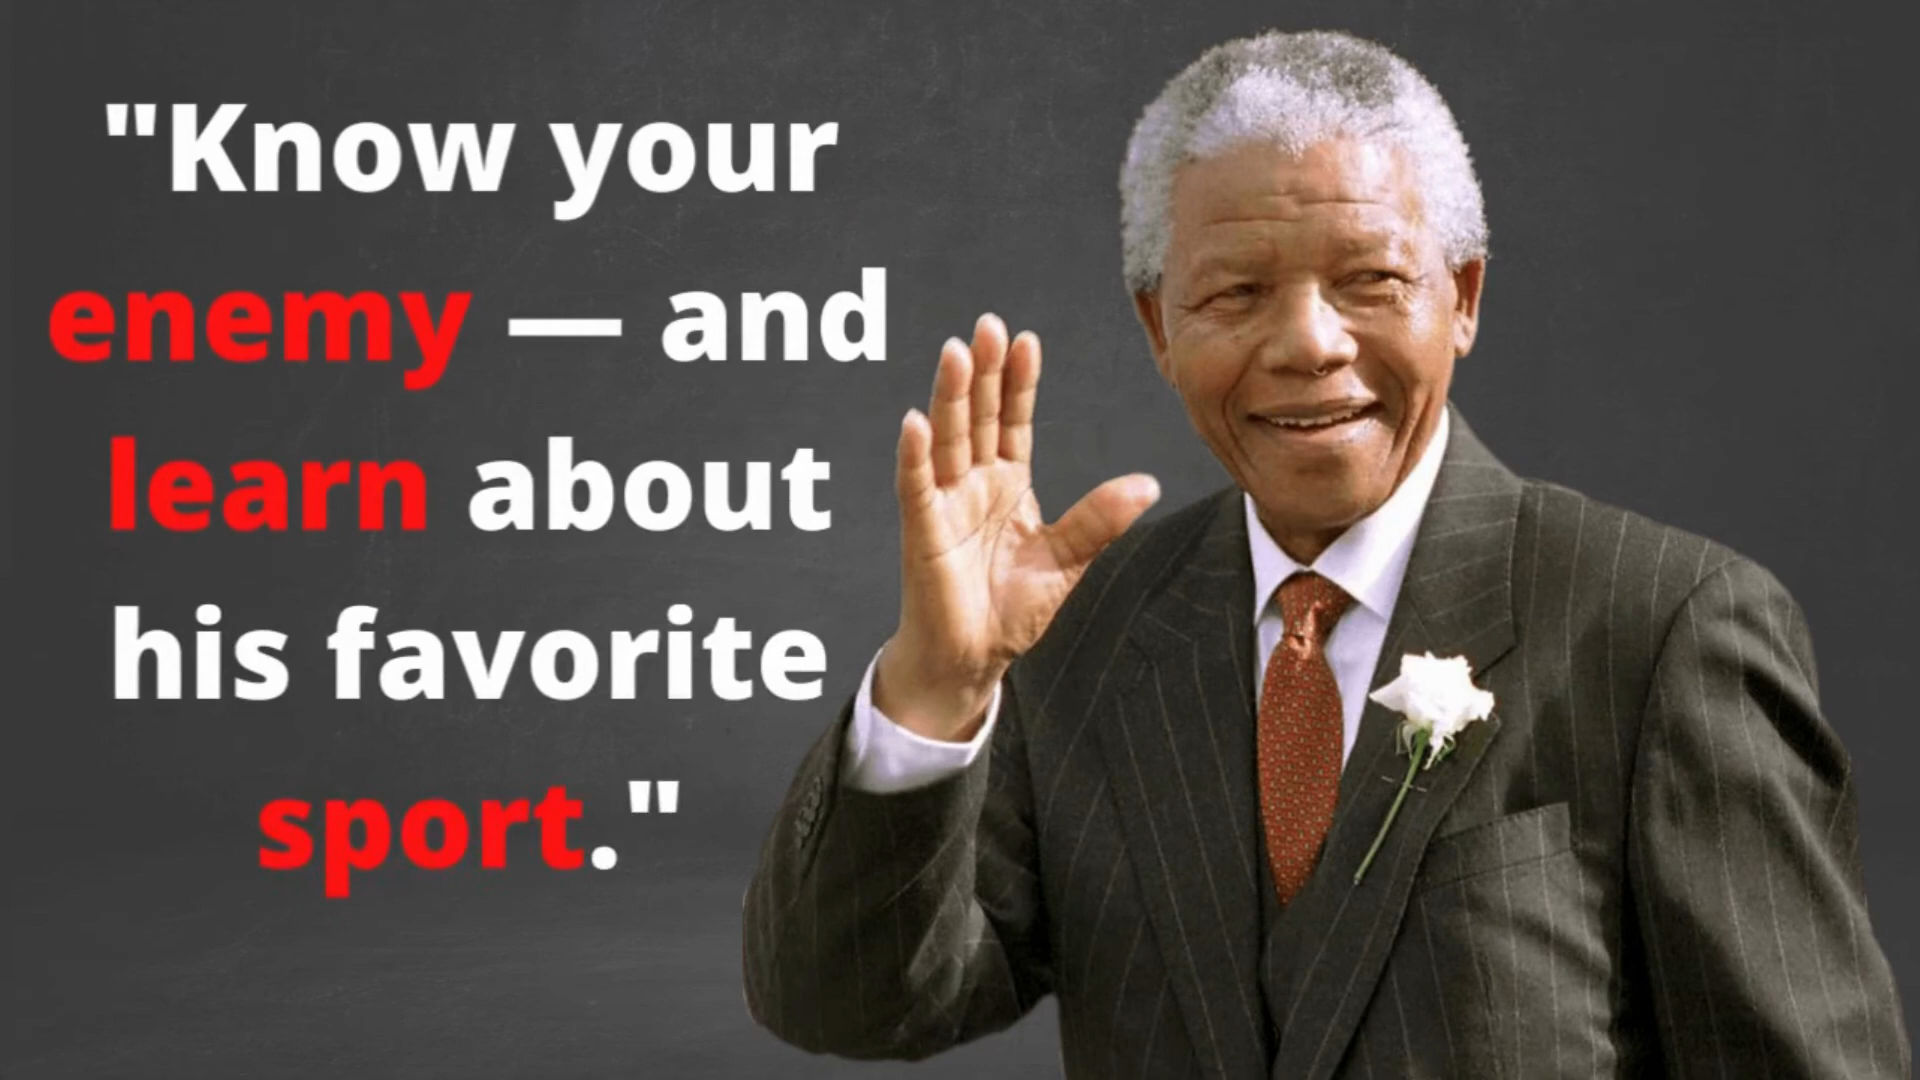 "Know your
enemy — and
learn about
his favorite
sport."